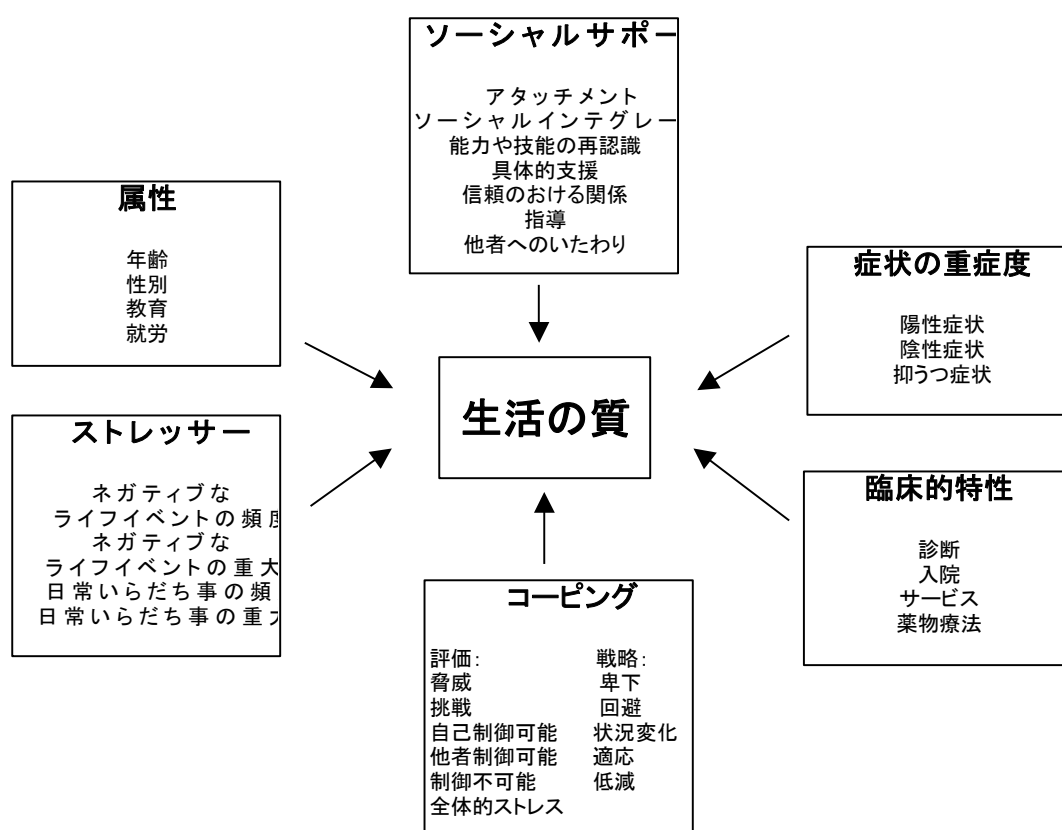 ソーシャルサポー
アタッチメント
ソーシャルインテグレー
能力や技能の再認識
具体的支援
信頼のおける関係
指導
他者へのいたわり
属性
年齢
性別
教育
就労
症状の重症度
陽性症状
陰性症状
抑うつ症状
生活の質
ストレッサー
ネガティブな
ライフイベントの頻度
ネガティブな
ライフイベントの重大
日常いらだち事の頻
日常いらだち事の重
臨床的特性
診断
入院
サービス
薬物療法
コーピング
評価: 戦略:
脅威 卑下
挑戦 回避
自己制御可能 状況変化
他者制御可能 適応
制御不可能 低減
全体的ストレス